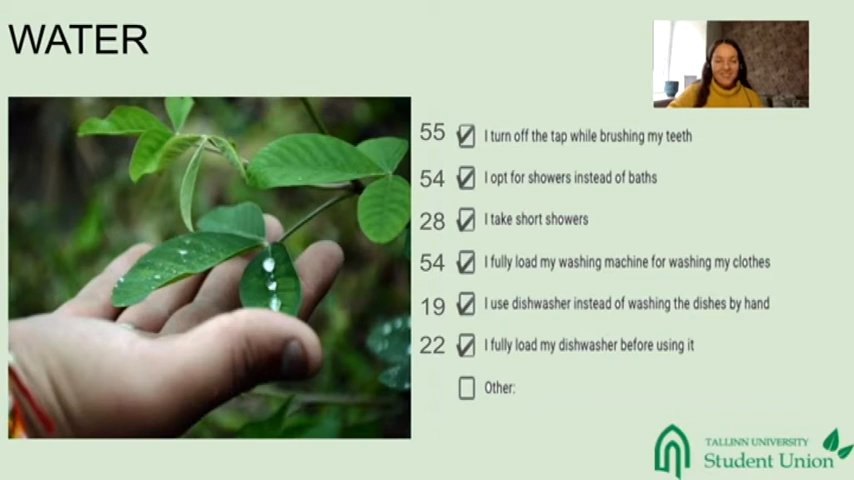 WATER
55 I turn off the tap while brushing my teeth
54 I opt for showers instead of baths
28 I take short showers
54 I fully load my washing machine for washing my clothes
19 I use dishwasher instead of washing the dishes by hand
22 I fully load my dishwasher before using it
Other:
TALLINN UNIVERSITY
Student Union